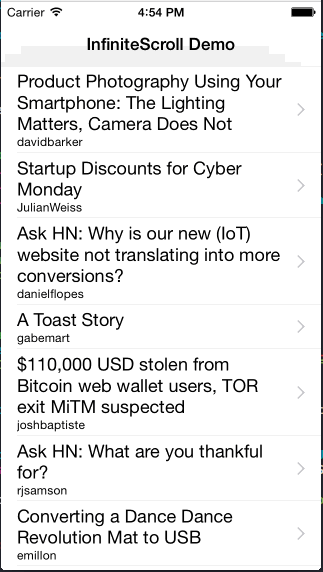 Carrier 4:54 PM
InfiniteScroll Demo
Product Photography Using Your
Smartphone: The Lighting
Matters, Camera Does Not
davidbarker
Startup Discounts for Cyber
Monday
JulianWeiss
Ask HN: Why is our new (IoT)
website not translating into more
conversions?
danielflopes
A Toast Story
gabemart
$110,000 USD stolen from
Bitcoin web wallet users, TOR
exit MiTM suspected
joshbaptiste
Ask HN: What are you thankful
for?
rjsamson
Converting a Dance Dance
Revolution Mat to USB
emillon